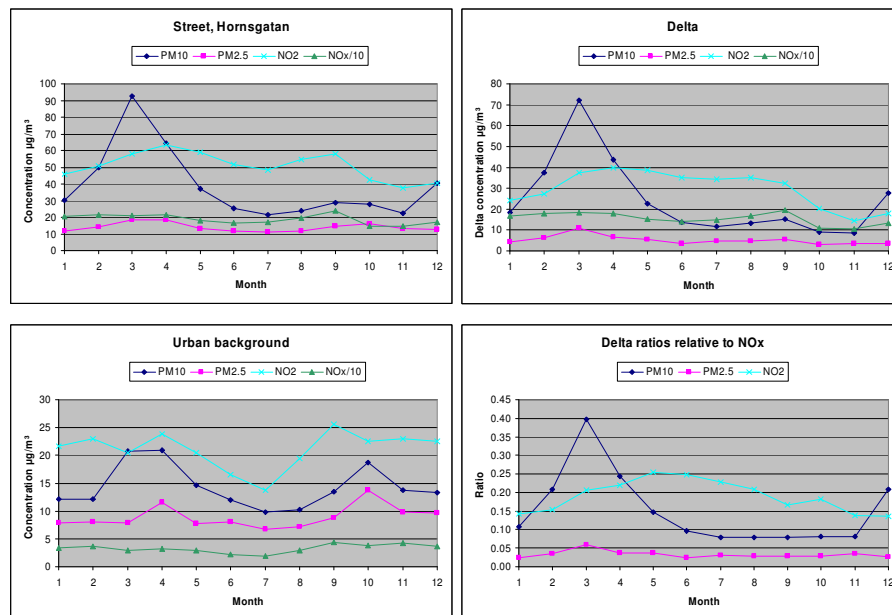 Street, Hornsgatan
PM10 PM2.5 NO2 NOx/10
Concentration µg/m³
100
90
80
70
60
50
40
30
20
10
0
1 2 3 4 5 6 7 8 9 10 11 12
Month
Delta
PM10 PM2.5 NO2 NOx/10
Delta concentration µg/m³
80
70
60
50
40
30
20
10
0
1 2 3 4 5 6 7 8 9 10 11 12
Month
Urban background
PM10 PM2.5 NO2 NOx/10
Concentration µg/m³
30
25
20
15
10
5
0
1 2 3 4 5 6 7 8 9 10 11 12
Month
Delta ratios relative to NOx
PM10 PM2.5 NO2
Ratio
0.45
0.40
0.35
0.30
0.25
0.20
0.15
0.10
0.05
0.00
1 2 3 4 5 6 7 8 9 10 11 12
Month